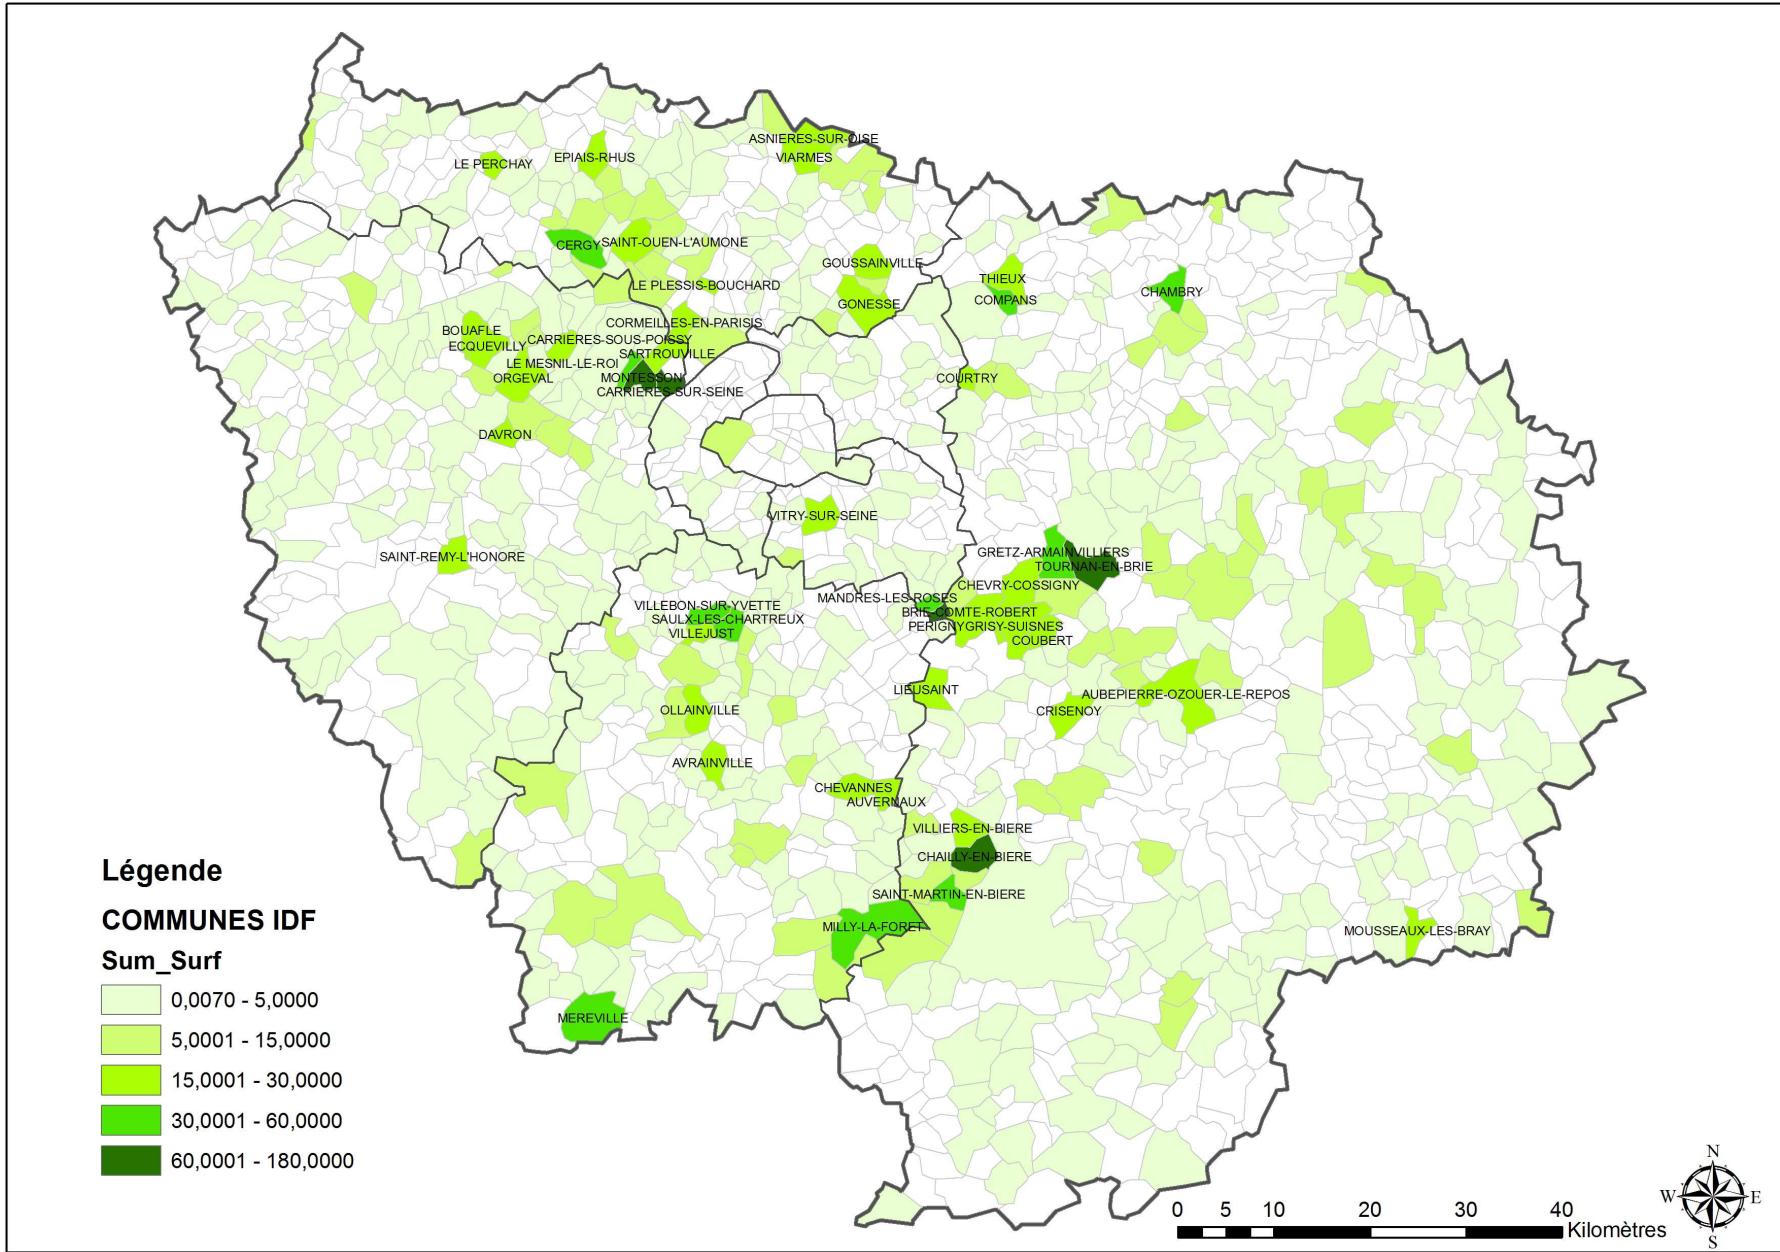 ASNIERES-SUR-OISE
VIARMES
LE PERCHAY
EPIAIS-RHUS
CERGY
SAINT-OUEN-L'AUMONE
GOUSSAINVILLE
THIEUX
LE PLESSIS-BOUCHARD
COMPANS
CHAMBRY
GONESSE
BOUAFLE
CORMEILLES-EN-PARISIS
ECQUEVILLY
CARRIERES-SOUS-POISSY
SARTROUVILLE
LE MESNIL-LE-ROI
ORGEVAL
MONTESSON
COURTRY
CARRIERES-SUR-SEINE
DAVRON
VITRY-SUR-SEINE
SAINT-REMY-L'HONORE
GRETZ-ARMAINVILLIERS
TOURNAN-EN-BRIE
CHEVRY-COSSIGNY
MANDRES-LES-ROSES
VILLEBON-SUR-YVETTE
BRIE-COMTE-ROBERT
SAULX-LES-CHARTREUX
PERIGNY
GRISY-SUISNES
VILLEJUST
COUBERT
LIEUSAINT
AUBEPIERRE-OZOUER-LE-REPOS
OLLAINVILLE
CRISENOY
AVRAINVILLE
CHEVANNES
AUVERNAUX
VILLIERS-EN-BIERE
CHAILLY-EN-BIERE
SAINT-MARTIN-EN-BIERE
MILLY-LA-FORET
MOUSSEAUX-LES-BRAY
MEREVILLE
Légende
COMMUNES IDF
Sum_Surf
0,0070 - 5,0000
5,0001 - 15,0000
15,0001 - 30,0000
30,0001 - 60,0000
60,0001 - 180,0000
0 5 10 20 30 40
Kilomètres
N
W E
S